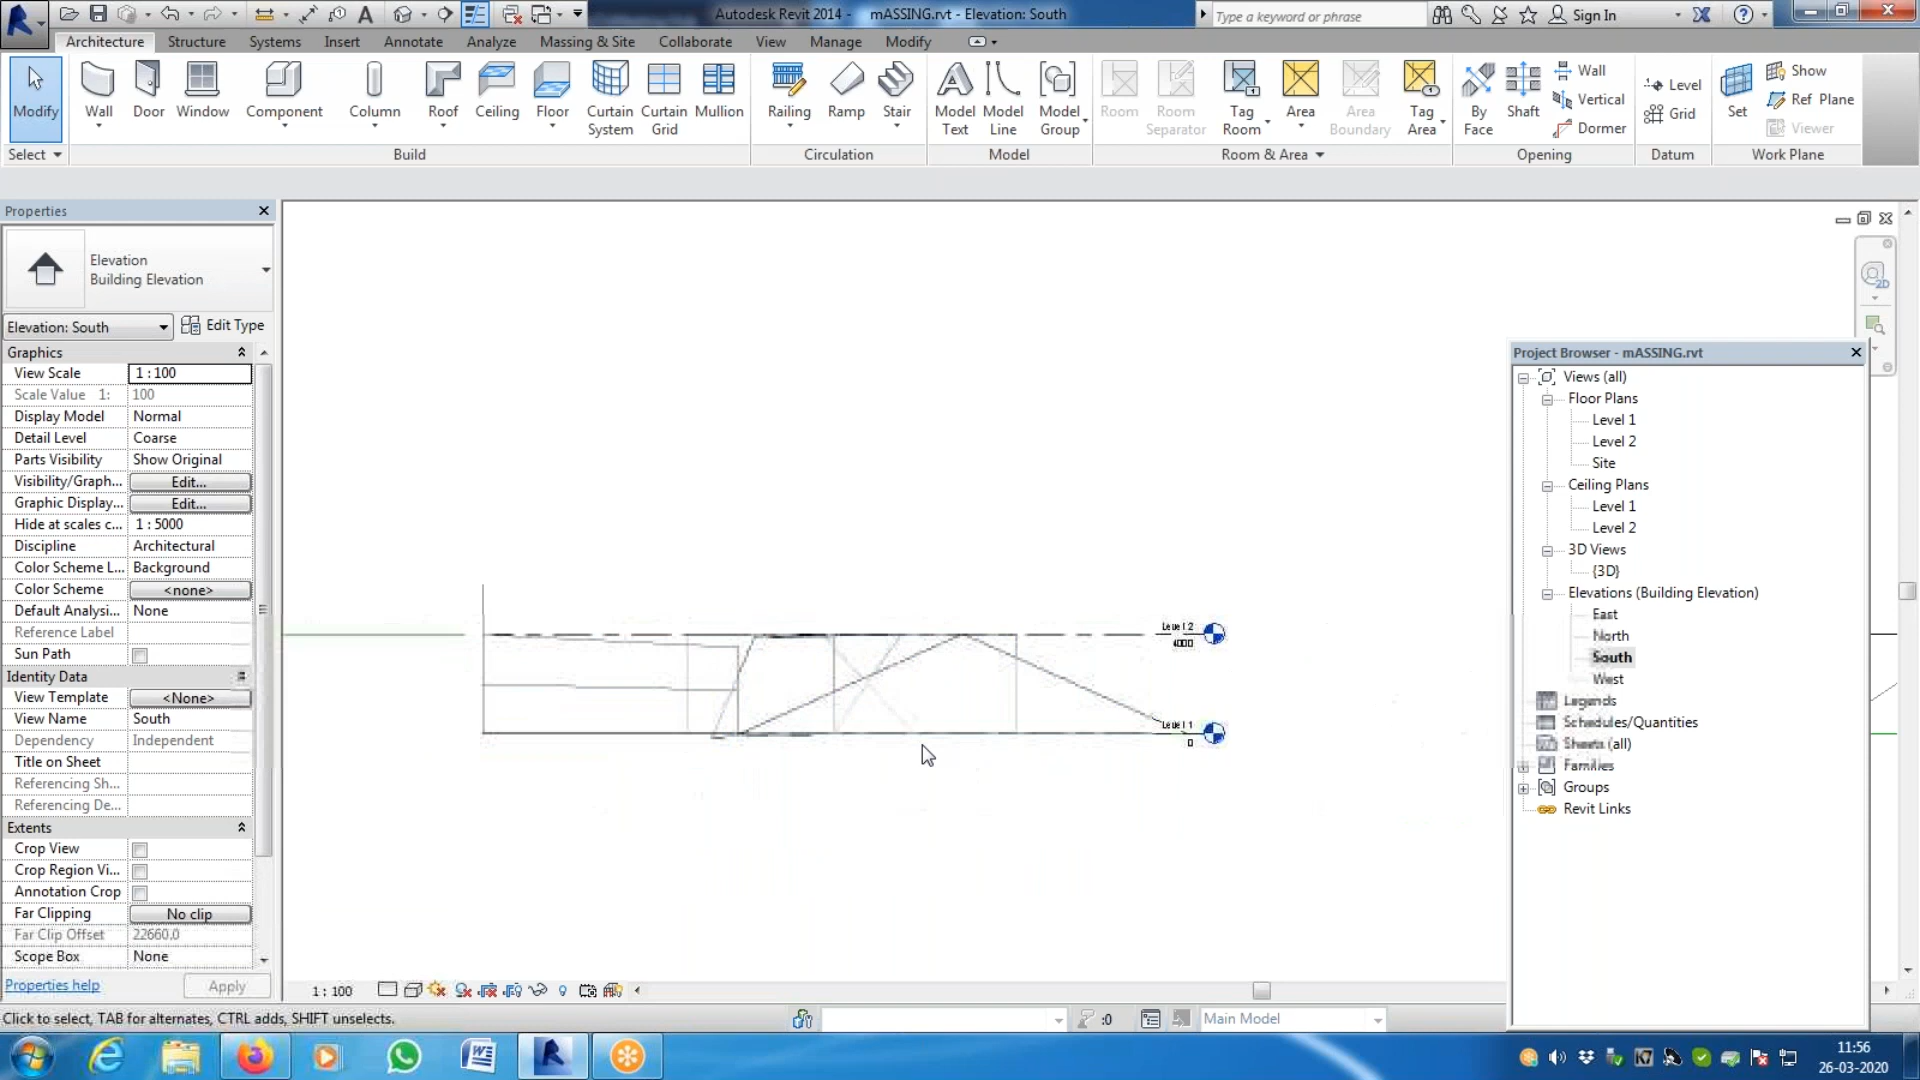 Autodesk Revit 2014 - mASSING.rvt - Elevation: South
Type a keyword or phrase
Sign In
Architecture Structure Systems Insert Annotate Analyze Massing & Site Collaborate View Manage Modify
Modify Wall Door Window Component Column Roof Ceiling Floor Curtain System Curtain Grid Mullion Railing Ramp Stair Model Text Model Line Model Group Room Room Separator Tag Room Area Area Boundary Tag Area By Face Shaft Wall Vertical Dormer Level Grid Set Show Ref Plane Viewer
Select Build Circulation Model Room & Area Opening Datum Work Plane
Properties
Elevation
Building Elevation
Elevation: South Edit Type
Graphics
View Scale 1 : 100
Scale Value 1: 100
Display Model Normal
Detail Level Coarse
Parts Visibility Show Original
Visibility/Graph... Edit...
Graphic Display... Edit...
Hide at scales c... 1 : 5000
Discipline Architectural
Color Scheme L... Background
Color Scheme <none>
Default Analysi... None
Reference Label
Sun Path
Identity Data
View Template <None>
View Name South
Dependency Independent
Title on Sheet
Referencing Sh...
Referencing De...
Extents
Crop View
Crop Region Vi...
Annotation Crop
Far Clipping No clip
Far Clip Offset 22660.0
Scope Box None
Properties help Apply
Level 2
4000
Level 1
0
2D
Project Browser - mASSING.rvt
Views (all)
Floor Plans
Level 1
Level 2
Site
Ceiling Plans
Level 1
Level 2
3D Views
{3D}
Elevations (Building Elevation)
East
North
South
West
Legends
Schedules/Quantities
Sheets (all)
Families
Groups
Revit Links
1 : 100
Click to select, TAB for alternates, CTRL adds, SHIFT unselects.
:0
Main Model
11:56
26-03-2020